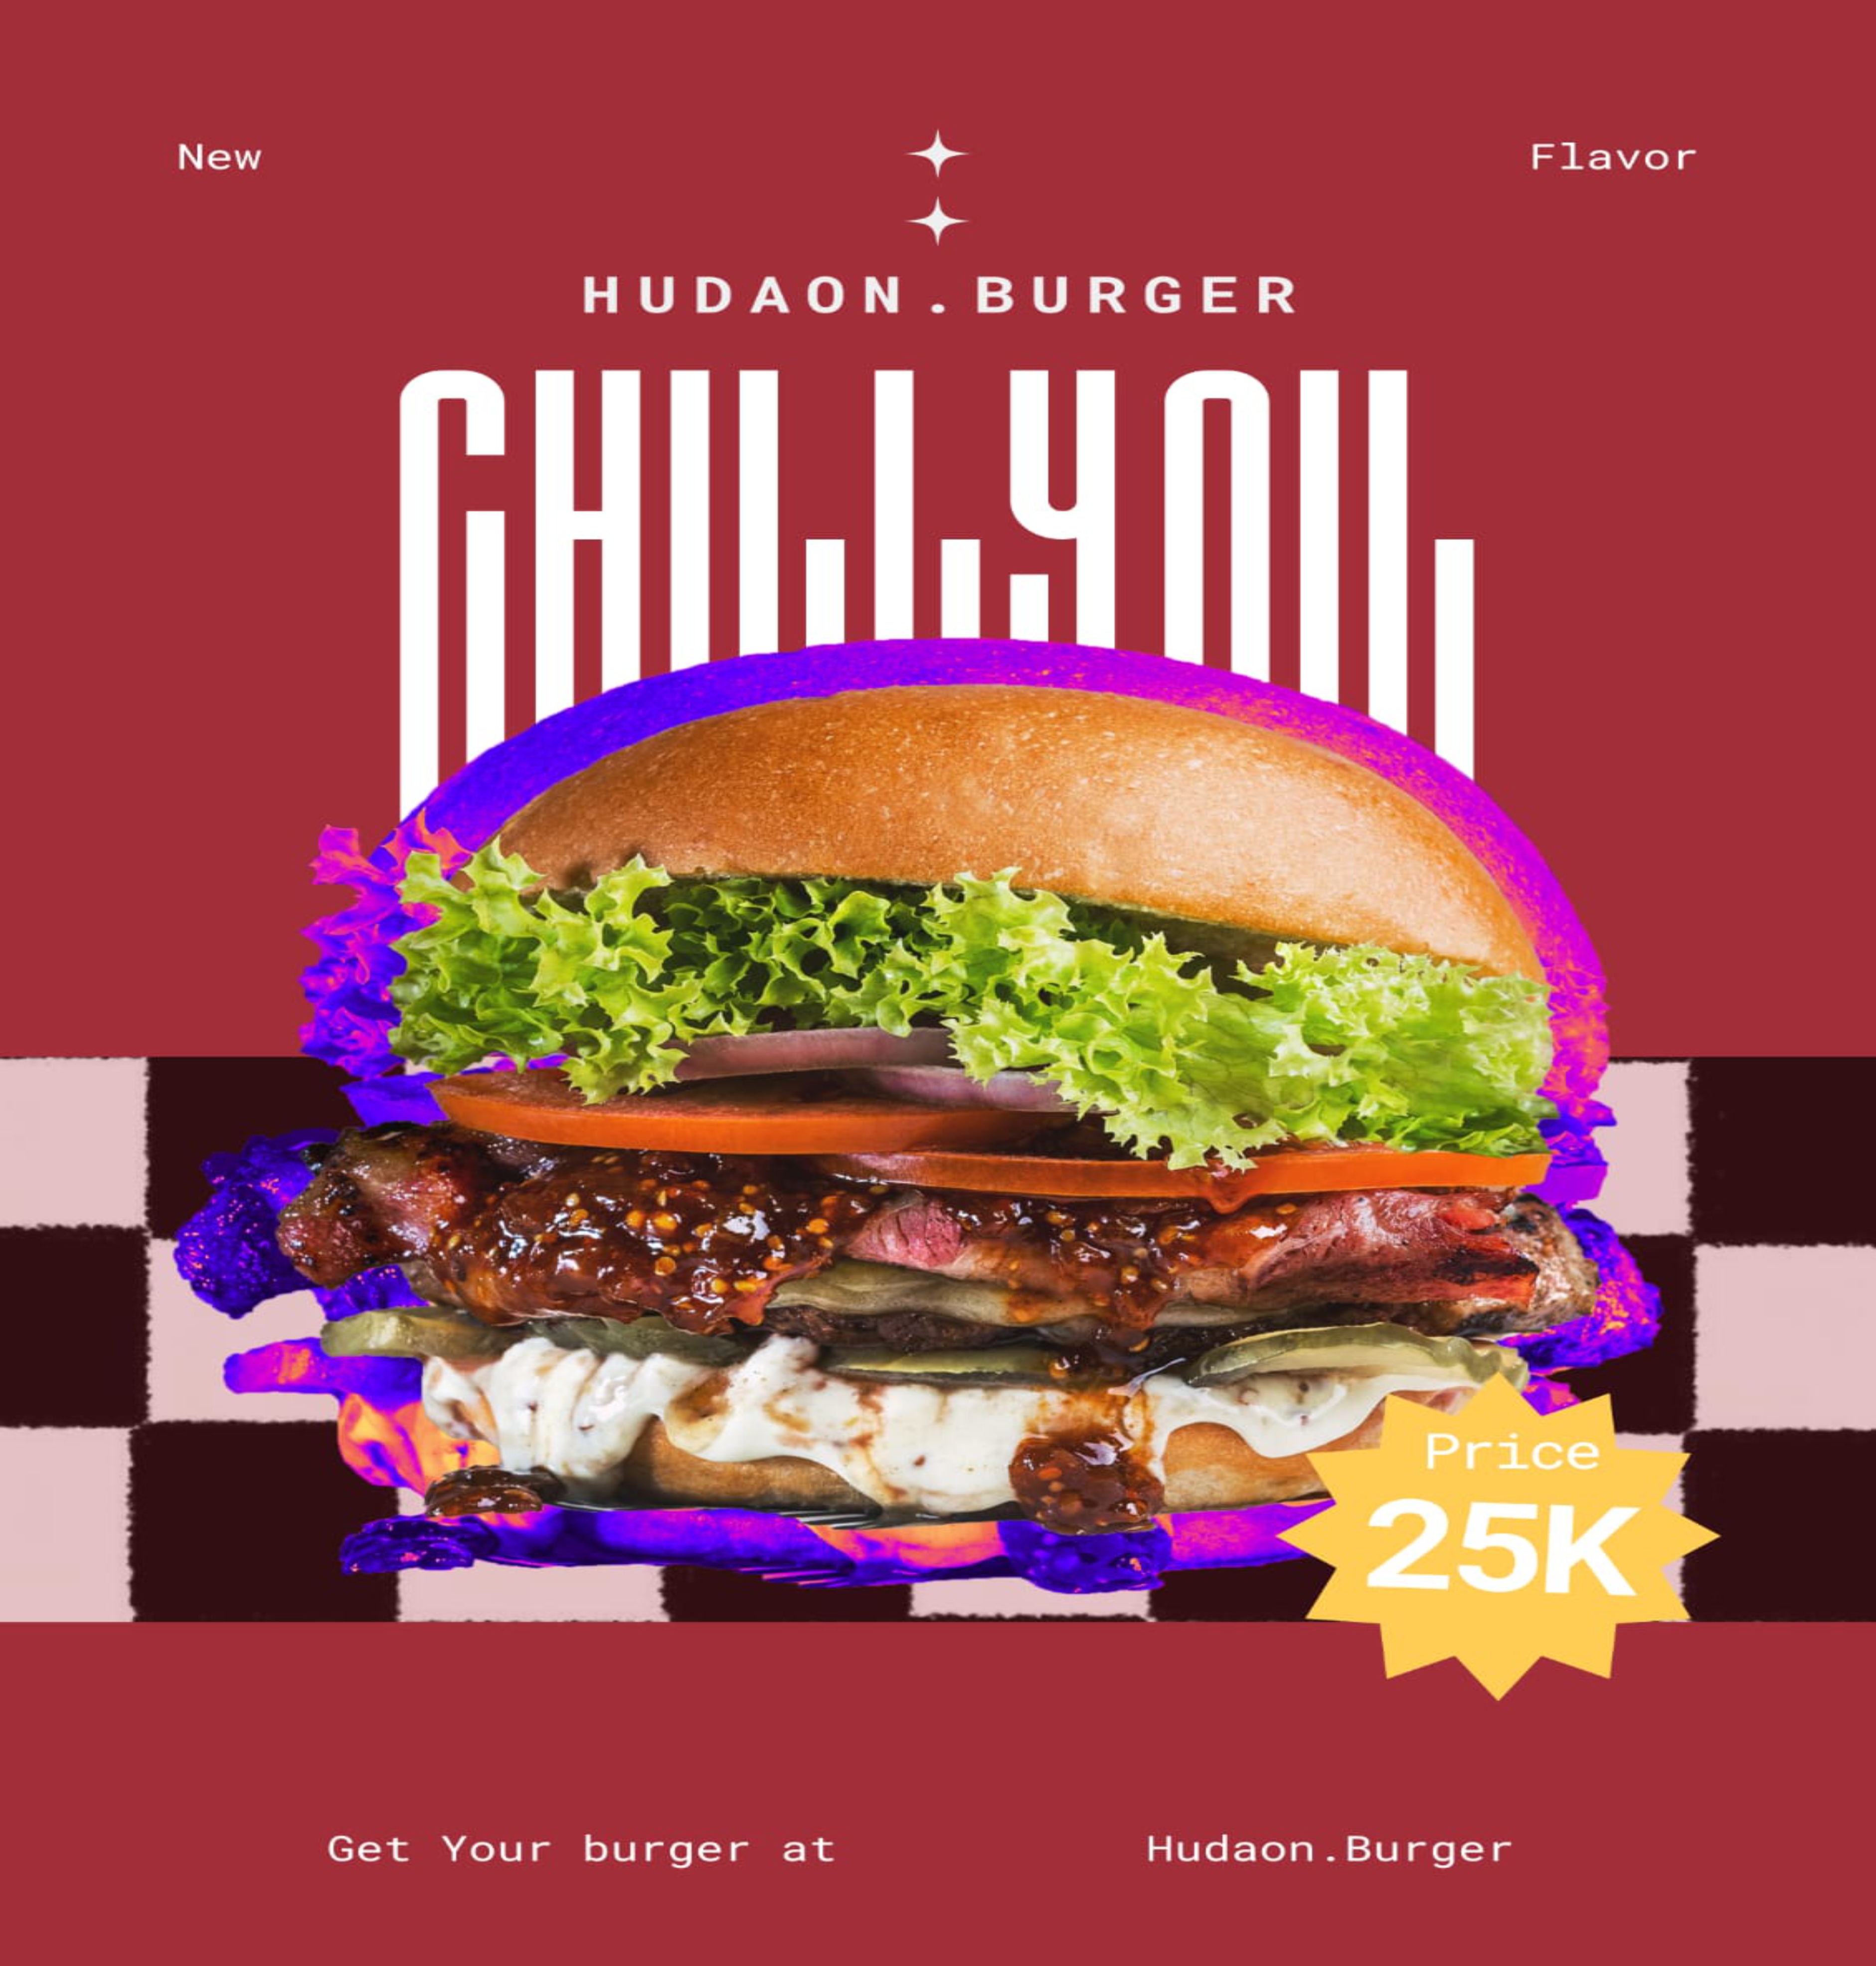 New
Flavor
HUDAON.BURGER
CHILLY OIL
Price
25K
Get Your burger at
Hudaon.Burger